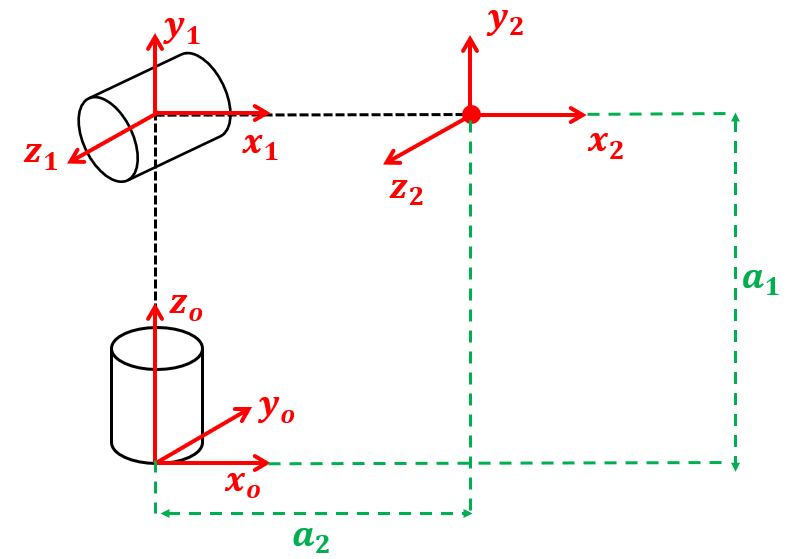 y₁
y₂
z₁
x₁
x₂
z₂
a₁
zₒ
yₒ
xₒ
a₂